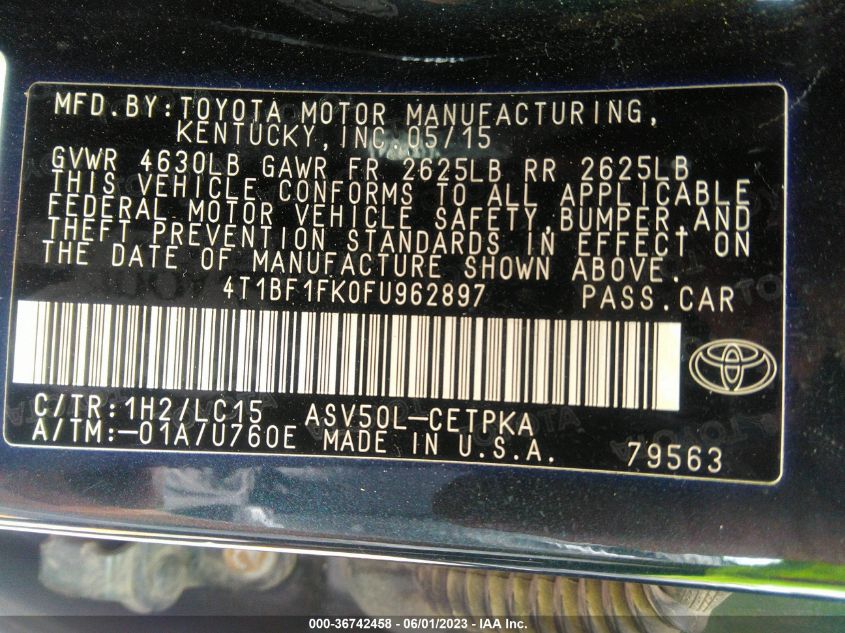 MFD.BY:TOYOTA MOTOR MANUFACTURING,
KENTUCKY,INC.05/15
GVWR 4630LB GAWR FR 2625LB RR 2625LB
THIS VEHICLE CONFORMS TO ALL APPLICABLE
FEDERAL MOTOR VEHICLE SAFETY,BUMPER,AND
THEFT PREVENTION STANDARDS IN EFFECT ON
THE DATE OF MANUFACTURE SHOWN ABOVE.
4T1BF1FK0FU962897 PASS.CAR
C/TR:1H2/LC15 ASV50L-CETPKA
A/TM:-01A/U760E MADE IN U.S.A. 79563
000-36742458 - 06/01/2023 - IAA Inc.